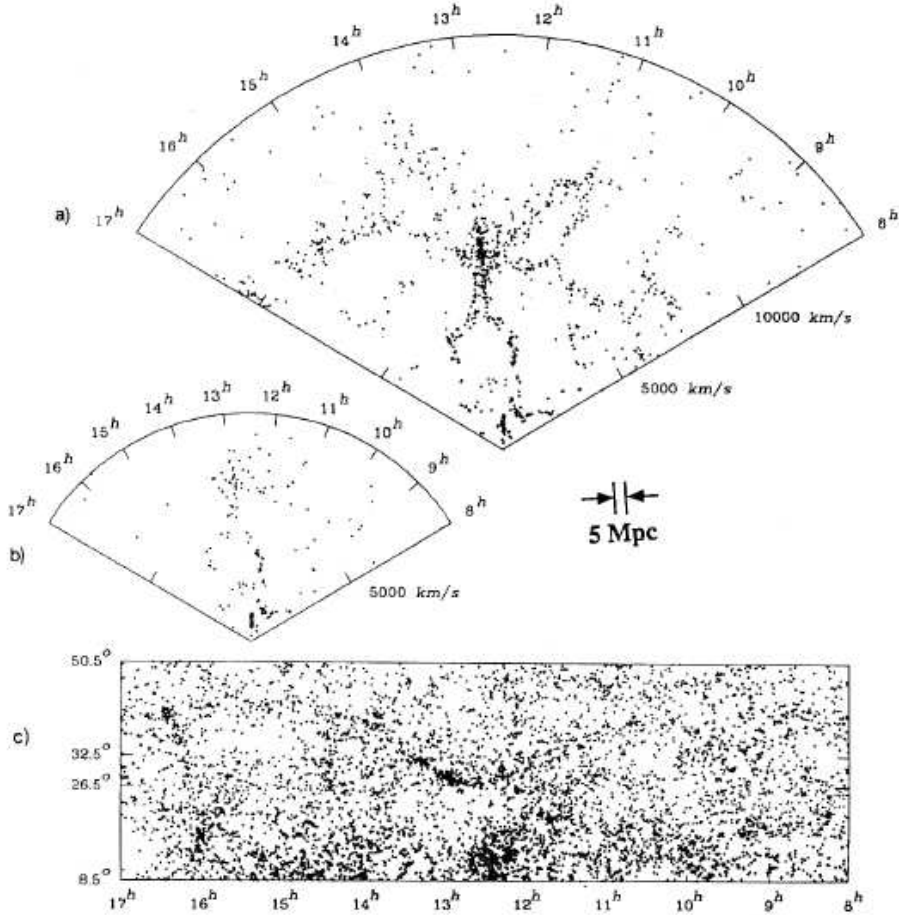 13h 12h
14h 11h
15h 10h
16h 9h
a) 17h 8h
10000 km/s
5000 km/s
13h 12h
14h 11h
15h 10h
16h 9h
17h 8h
5 Mpc
b)
5000 km/s
50.5°
c)
32.5°
26.5°
8.5°
17h 16h 15h 14h 13h 12h 11h 10h 9h 8h